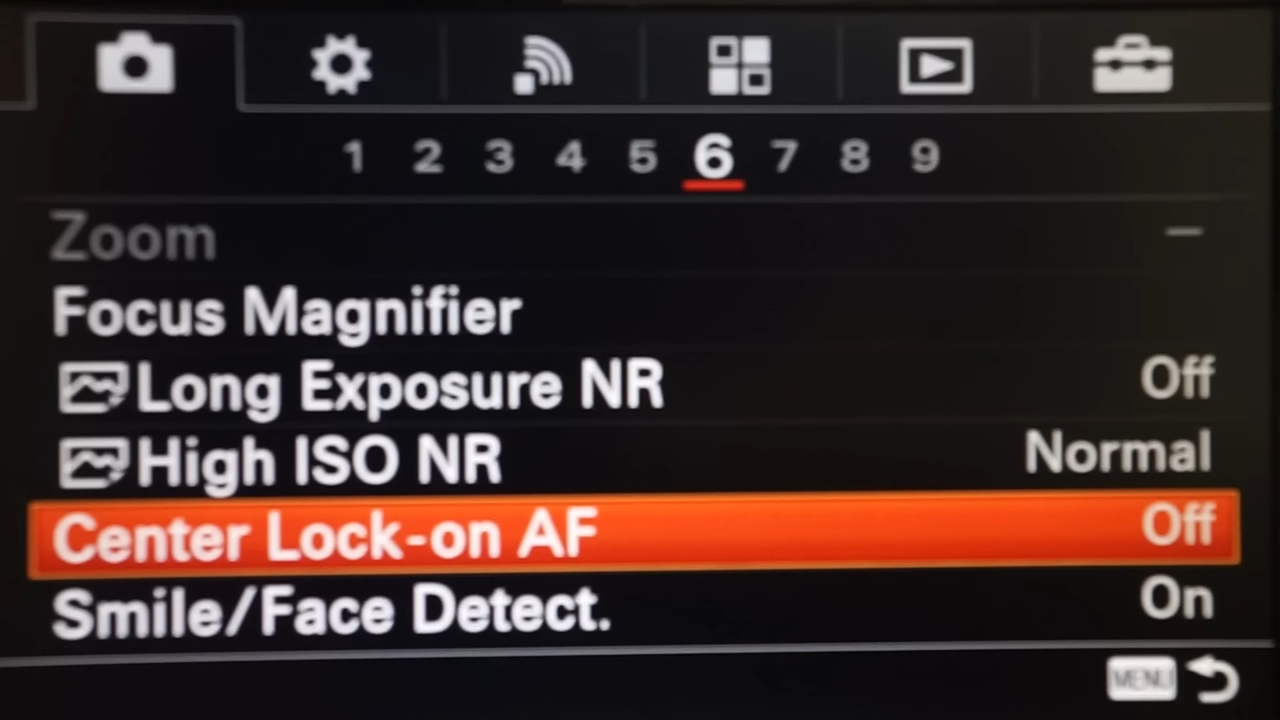 1 2 3 4 5 6 7 8 9
Zoom –
Focus Magnifier
Long Exposure NR Off
High ISO NR Normal
Center Lock-on AF Off
Smile/Face Detect. On
MENU